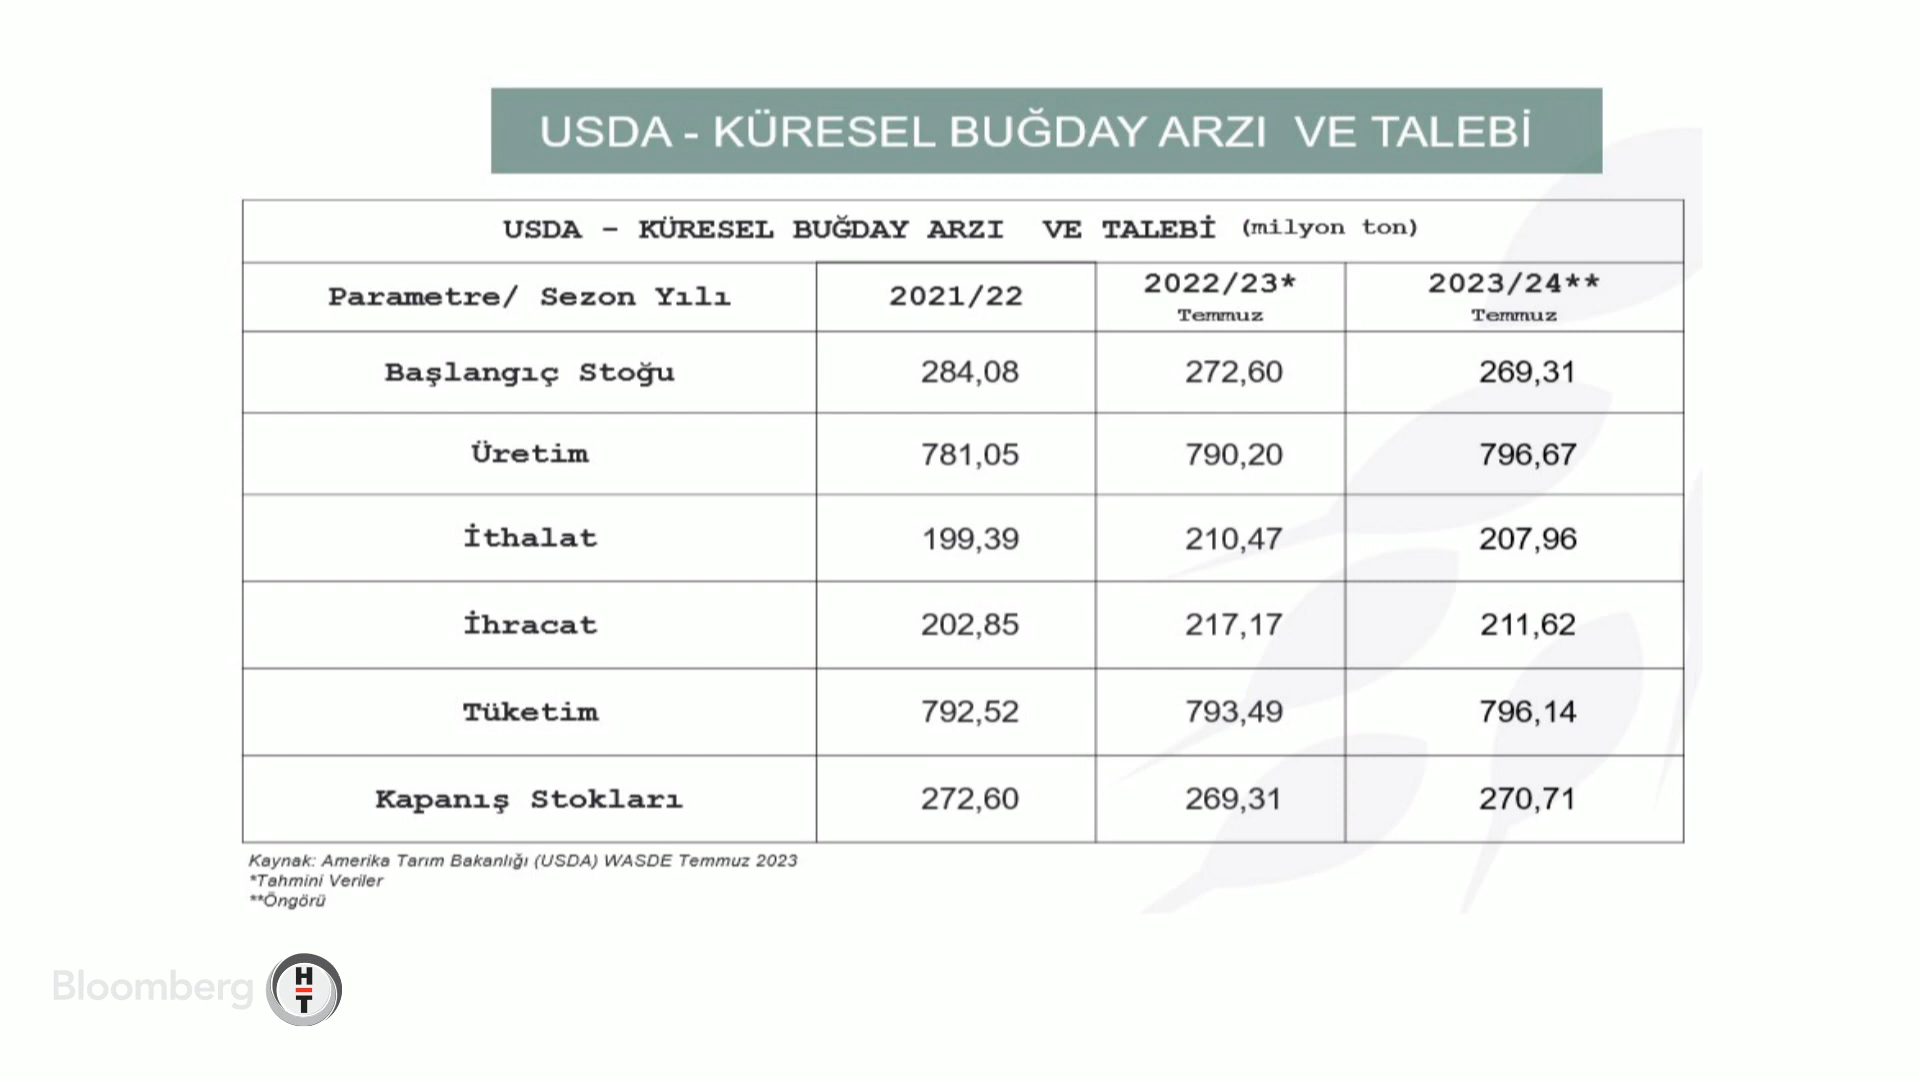 USDA - KÜRESEL BUĞDAY ARZI VE TALEBİ
USDA - KÜRESEL BUĞDAY ARZI VE TALEBİ (milyon ton)
Parametre/ Sezon Yılı 2021/22 2022/23* Temmuz 2023/24** Temmuz
Başlangıç Stoğu 284,08 272,60 269,31
Üretim 781,05 790,20 796,67
İthalat 199,39 210,47 207,96
İhracat 202,85 217,17 211,62
Tüketim 792,52 793,49 796,14
Kapanış Stokları 272,60 269,31 270,71
Kaynak: Amerika Tarım Bakanlığı (USDA) WASDE Temmuz 2023
*Tahmini Veriler
**Öngörü
Bloomberg HT